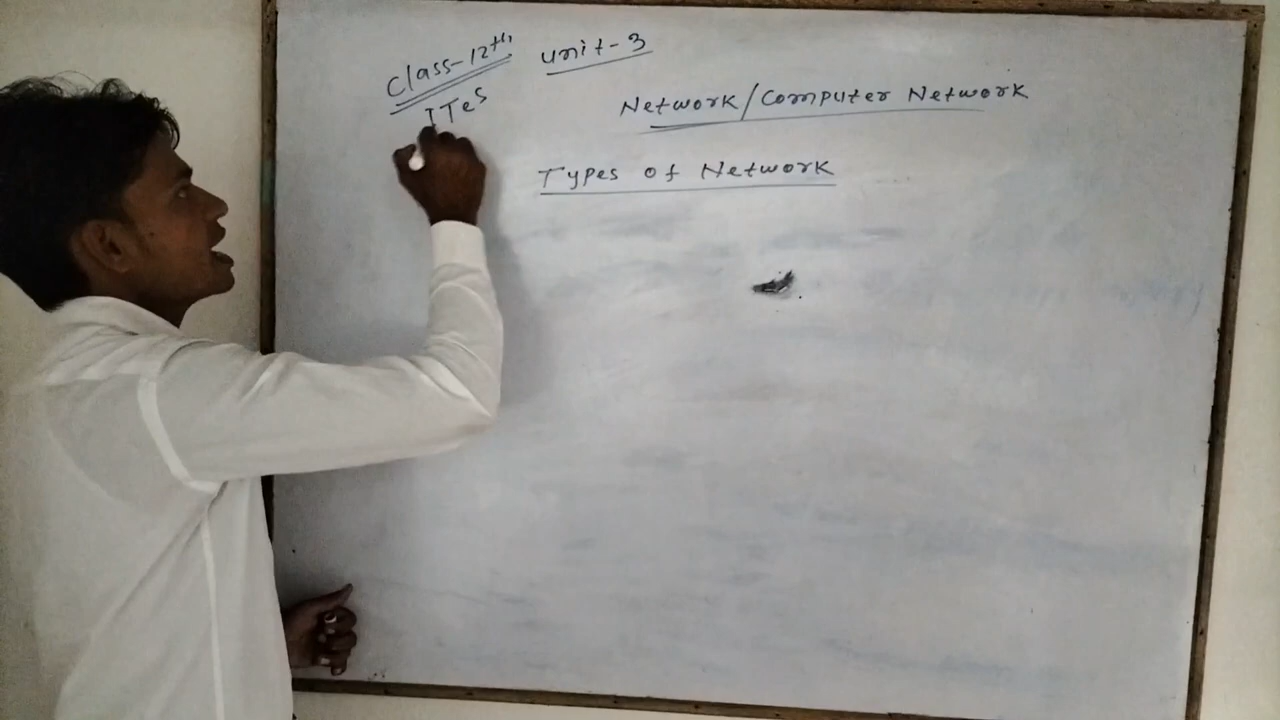 Class-12th unit-3
ITeS
Network/Computer Network
Types of Network